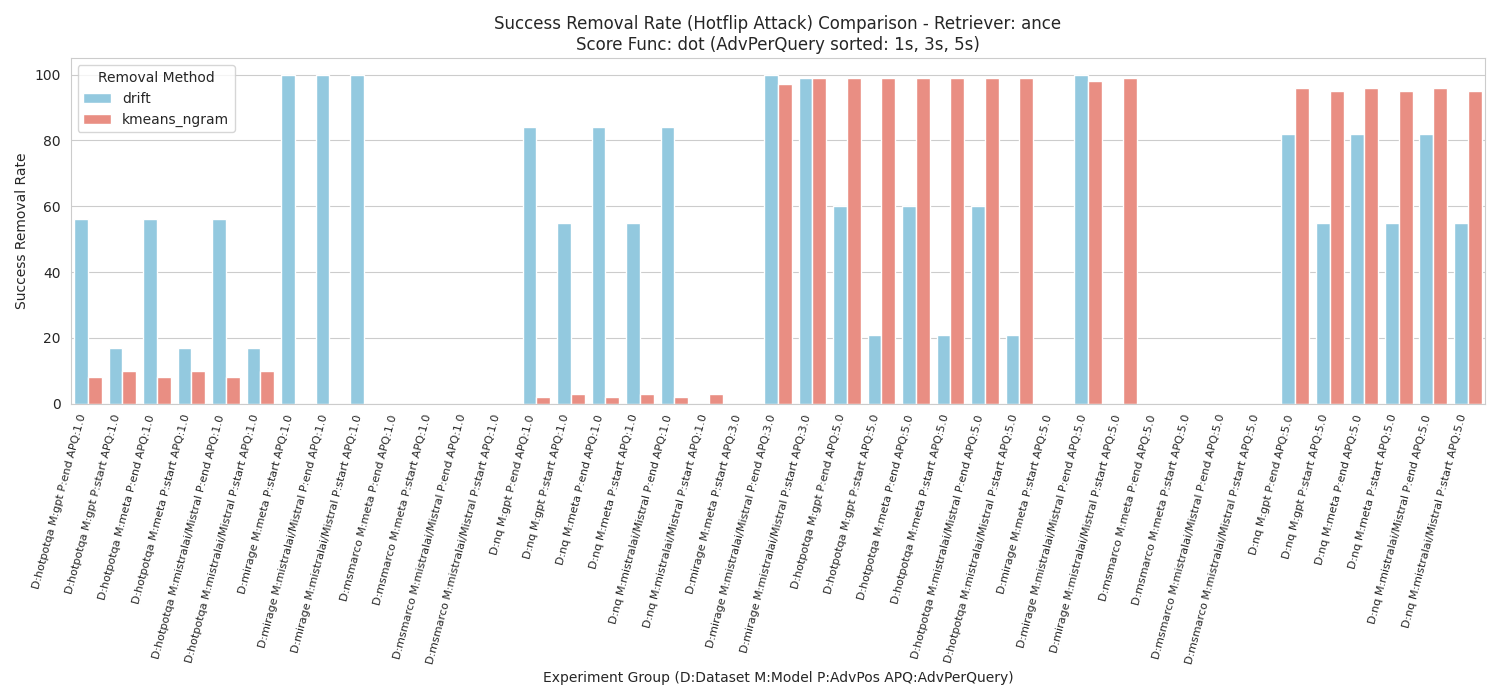 Success Removal Rate (Hotflip Attack) Comparison - Retriever: ance
Score Func: dot (AdvPerQuery sorted: 1s, 3s, 5s)
Removal Method
drift
kmeans_ngram
Success Removal Rate
100
80
60
40
20
0
D:hotpotqa M:gpt P:end APQ:1.0
D:hotpotqa M:gpt P:start APQ:1.0
D:hotpotqa M:meta P:end APQ:1.0
D:hotpotqa M:meta P:start APQ:1.0
D:hotpotqa M:mistralai/Mistral P:end APQ:1.0
D:hotpotqa M:mistralai/Mistral P:start APQ:1.0
D:mirage M:meta P:start APQ:1.0
D:mirage M:mistralai/Mistral P:end APQ:1.0
D:mirage M:mistralai/Mistral P:start APQ:1.0
D:msmarco M:meta P:end APQ:1.0
D:msmarco M:meta P:start APQ:1.0
D:msmarco M:mistralai/Mistral P:end APQ:1.0
D:msmarco M:mistralai/Mistral P:start APQ:1.0
D:nq M:gpt P:end APQ:1.0
D:nq M:gpt P:start APQ:1.0
D:nq M:meta P:end APQ:1.0
D:nq M:meta P:start APQ:1.0
D:nq M:mistralai/Mistral P:end APQ:1.0
D:nq M:mistralai/Mistral P:start APQ:1.0
D:mirage M:meta P:start APQ:3.0
D:mirage M:mistralai/Mistral P:end APQ:3.0
D:mirage M:mistralai/Mistral P:start APQ:3.0
D:hotpotqa M:gpt P:end APQ:5.0
D:hotpotqa M:gpt P:start APQ:5.0
D:hotpotqa M:meta P:end APQ:5.0
D:hotpotqa M:meta P:start APQ:5.0
D:hotpotqa M:mistralai/Mistral P:end APQ:5.0
D:hotpotqa M:mistralai/Mistral P:start APQ:5.0
D:mirage M:meta P:start APQ:5.0
D:mirage M:mistralai/Mistral P:end APQ:5.0
D:mirage M:mistralai/Mistral P:start APQ:5.0
D:msmarco M:meta P:end APQ:5.0
D:msmarco M:meta P:start APQ:5.0
D:msmarco M:mistralai/Mistral P:end APQ:5.0
D:msmarco M:mistralai/Mistral P:start APQ:5.0
D:nq M:gpt P:end APQ:5.0
D:nq M:gpt P:start APQ:5.0
D:nq M:meta P:end APQ:5.0
D:nq M:meta P:start APQ:5.0
D:nq M:mistralai/Mistral P:end APQ:5.0
D:nq M:mistralai/Mistral P:start APQ:5.0
Experiment Group (D:Dataset M:Model P:AdvPos APQ:AdvPerQuery)